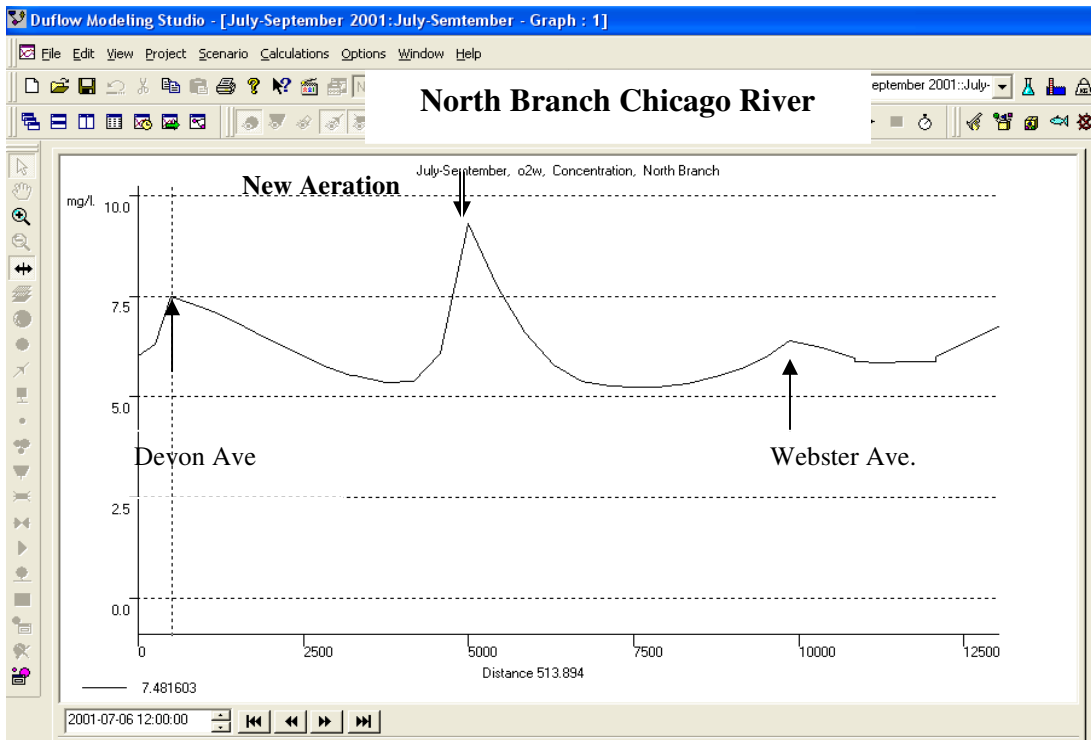 Duflow Modeling Studio - [July-September 2001:July-Semtember - Graph : 1]
File Edit View Project Scenario Calculations Options Window Help
eptember 2001::July-
North Branch Chicago River
July-September, o2w, Concentration, North Branch
New Aeration
mg/l. 10.0
7.5
5.0
Devon Ave
Webster Ave.
2.5
0.0
0 2500 5000 7500 10000 12500
Distance 513.894
7.481603
2001-07-06 12:00:00